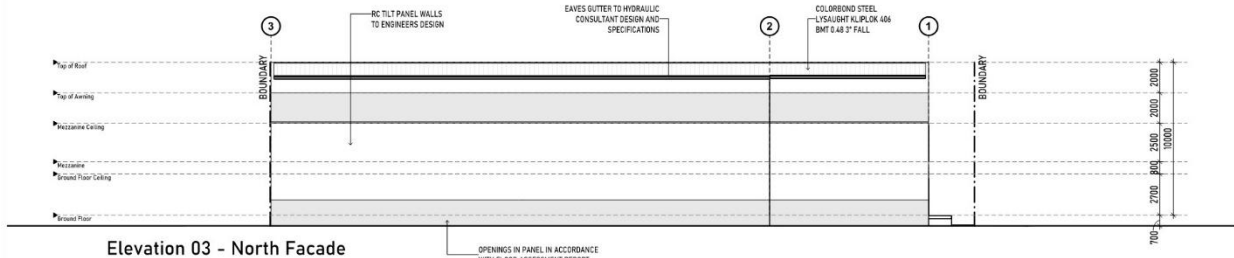 3
RC TILT PANEL WALLS
TO ENGINEERS DESIGN
EAVES GUTTER TO HYDRAULIC
CONSULTANT DESIGN AND
SPECIFICATIONS
2
COLORBOND STEEL
LYSAUGHT KLIPLOK 406
BMT 0.48 3° FALL
1
Top of Roof
BOUNDARY
BOUNDARY
2000
Top of Awning
2000
Mezzanine Ceiling
2500
10000
Mezzanine
800
Ground Floor Ceiling
2700
Ground Floor
700
Elevation 03 - North Facade
OPENINGS IN PANEL IN ACCORDANCE